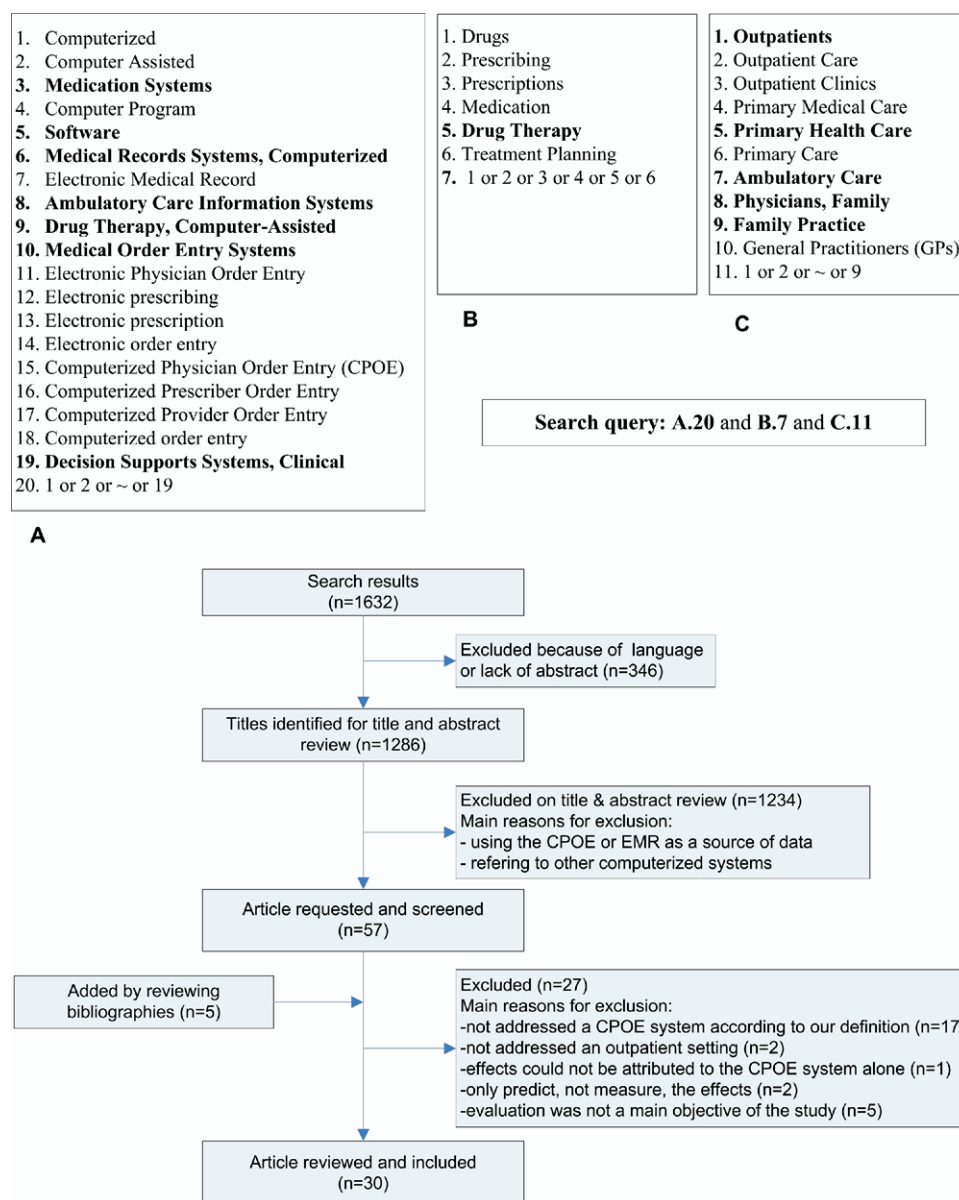 1. Computerized
2. Computer Assisted
3. Medication Systems
4. Computer Program
5. Software
6. Medical Records Systems, Computerized
7. Electronic Medical Record
8. Ambulatory Care Information Systems
9. Drug Therapy, Computer-Assisted
10. Medical Order Entry Systems
11. Electronic Physician Order Entry
12. Electronic prescribing
13. Electronic prescription
14. Electronic order entry
15. Computerized Physician Order Entry (CPOE)
16. Computerized Prescriber Order Entry
17. Computerized Provider Order Entry
18. Computerized order entry
19. Decision Supports Systems, Clinical
20. 1 or 2 or ~ or 19
A
1. Drugs
2. Prescribing
3. Prescriptions
4. Medication
5. Drug Therapy
6. Treatment Planning
7. 1 or 2 or 3 or 4 or 5 or 6
B
1. Outpatients
2. Outpatient Care
3. Outpatient Clinics
4. Primary Medical Care
5. Primary Health Care
6. Primary Care
7. Ambulatory Care
8. Physicians, Family
9. Family Practice
10. General Practitioners (GPs)
11. 1 or 2 or ~ or 9
C
Search query: A.20 and B.7 and C.11
Search results
(n=1632)
Excluded because of language
or lack of abstract (n=346)
Titles identified for title and abstract
review (n=1286)
Excluded on title & abstract review (n=1234)
Main reasons for exclusion:
- using the CPOE or EMR as a source of data
- refering to other computerized systems
Article requested and screened
(n=57)
Added by reviewing
bibliographies (n=5)
Excluded (n=27)
Main reasons for exclusion:
-not addressed a CPOE system according to our definition (n=17
-not addressed an outpatient setting (n=2)
-effects could not be attributed to the CPOE system alone (n=1)
-only predict, not measure, the effects (n=2)
-evaluation was not a main objective of the study (n=5)
Article reviewed and included
(n=30)